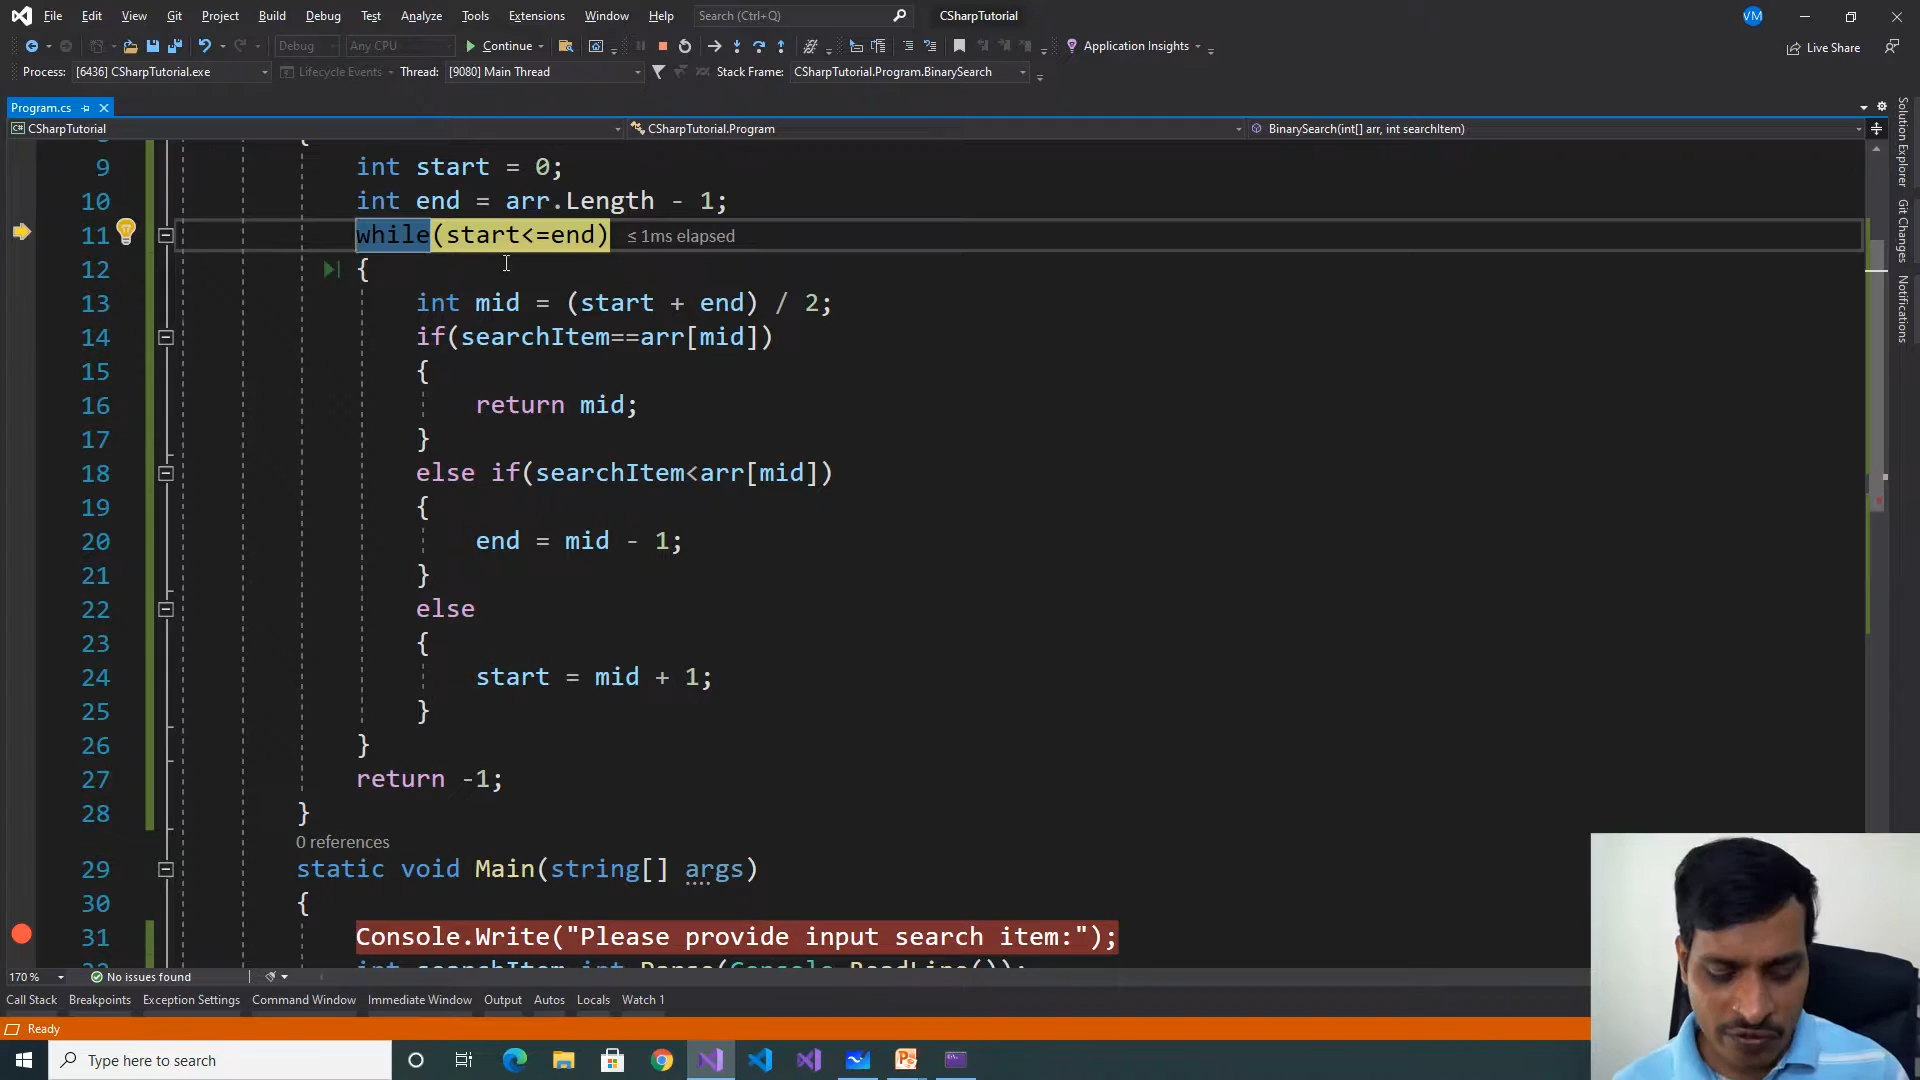 File Edit View Git Project Build Debug Test Analyze Tools Extensions Window Help Search (Ctrl+Q) CSharpTutorial VM
Debug Any CPU Continue Application Insights Live Share
Process: [6436] CSharpTutorial.exe Lifecycle Events Thread: [9080] Main Thread Stack Frame: CSharpTutorial.Program.BinarySearch
Program.cs
CSharpTutorial CSharpTutorial.Program BinarySearch(int[] arr, int searchItem)
{
9 int start = 0;
10 int end = arr.Length - 1;
11 while(start<=end) ≤ 1ms elapsed
12 {
13 int mid = (start + end) / 2;
14 if(searchItem==arr[mid])
15 {
16 return mid;
17 }
18 else if(searchItem<arr[mid])
19 {
20 end = mid - 1;
21 }
22 else
23 {
24 start = mid + 1;
25 }
26 }
27 return -1;
28 }
0 references
29 static void Main(string[] args)
30 {
31 Console.Write("Please provide input search item:");
int searchItem=int.Parse(Console.ReadLine());
170 % No issues found
Call Stack Breakpoints Exception Settings Command Window Immediate Window Output Autos Locals Watch 1
Ready
Type here to search
Solution Explorer
Git Changes
Notifications